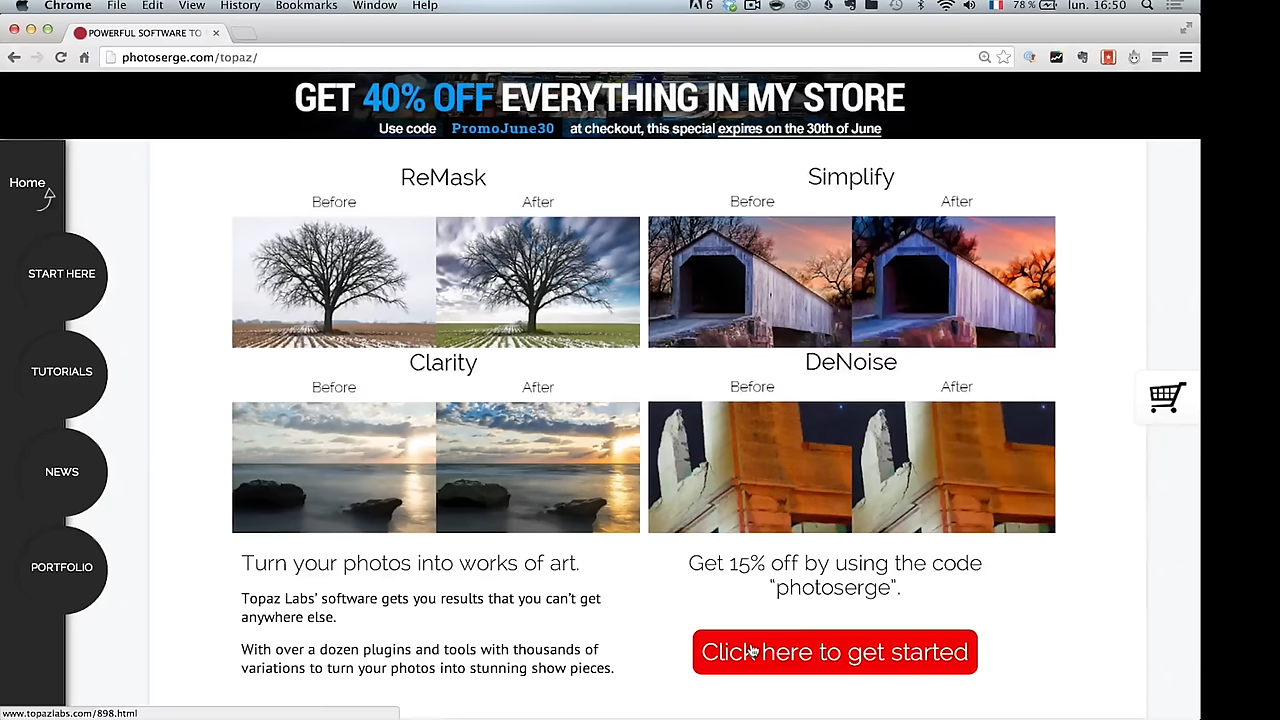 Chrome File Edit View History Bookmarks Window Help 6 78 % lun. 16:50
POWERFUL SOFTWARE TO
photoserge.com/topaz/
GET 40% OFF EVERYTHING IN MY STORE
Use code PromoJune30 at checkout, this special expires on the 30th of June
Home
START HERE
TUTORIALS
NEWS
PORTFOLIO
ReMask
Before After
Simplify
Before After
Clarity
Before After
DeNoise
Before After
Turn your photos into works of art.
Topaz Labs' software gets you results that you can't get
anywhere else.
With over a dozen plugins and tools with thousands of
variations to turn your photos into stunning show pieces.
Get 15% off by using the code
"photoserge".
Click here to get started
www.topazlabs.com/898.html